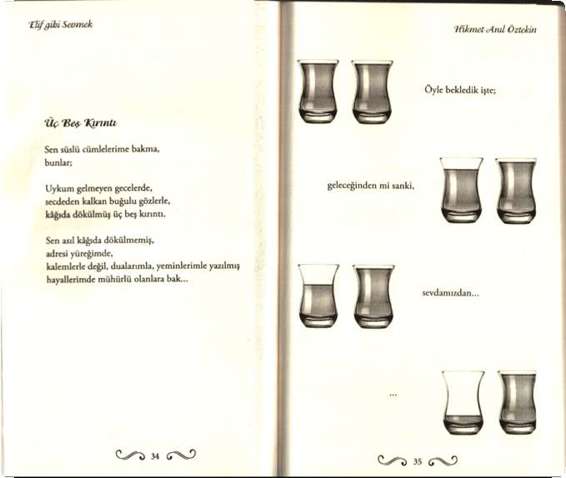 Elif gibi Sevmek
Üç Beş Kırıntı
Sen süslü cümlelerime bakma,
bunlar;
Uykum gelmeyen gecelerde,
secdeden kalkan buğulu gözlerle,
kâğıda dökülmüş üç beş kırıntı.
Sen asıl kâğıda dökülmemiş,
adresi yüreğimde,
kalemlerle değil, dualarımla, yeminlerimle yazılmış
hayallerimde mühürlü olanlara bak...
34
Hikmet Anıl Öztekin
Öyle bekledik işte;
geleceğinden mi sanki,
sevdamızdan...
...
35